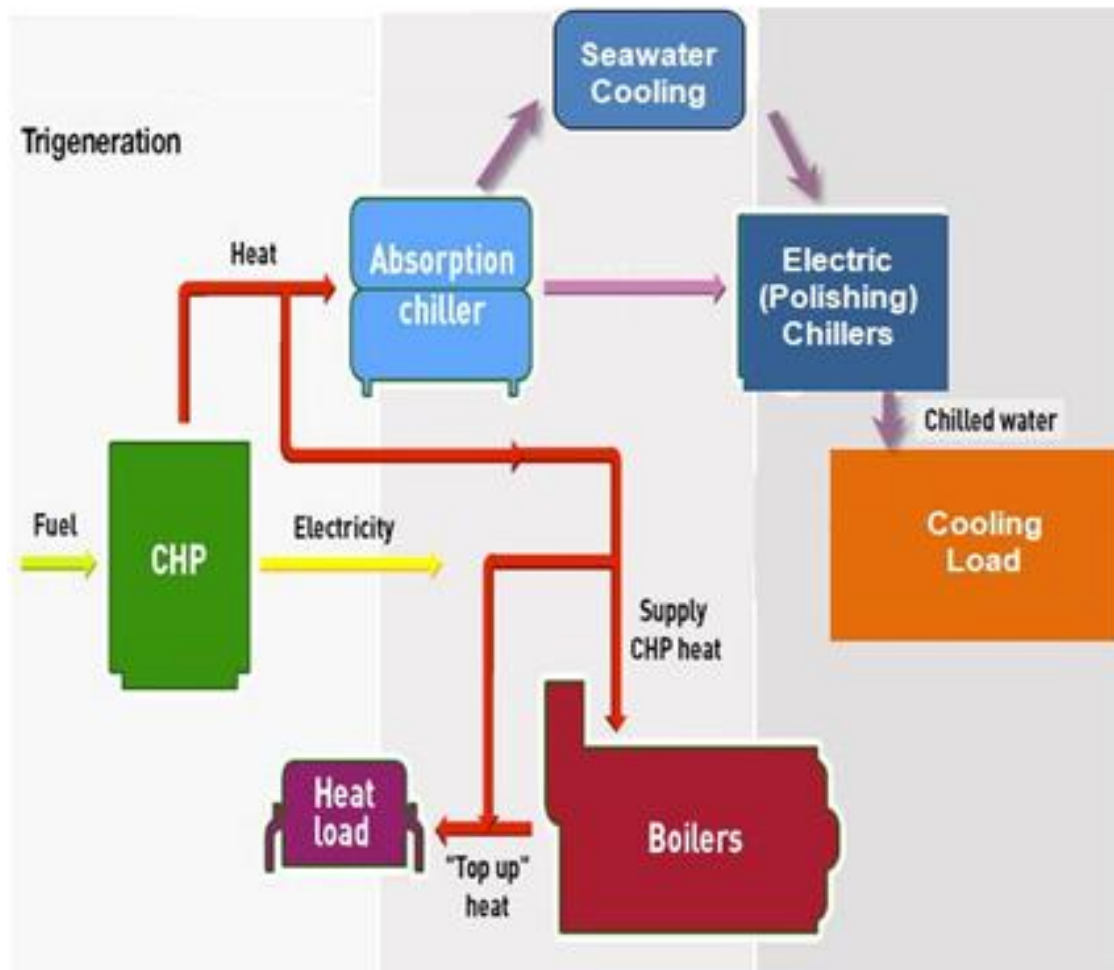 Seawater
Cooling
Trigeneration
Heat
Absorption
chiller
Electric
(Polishing)
Chillers
Chilled water
Fuel
CHP
Electricity
Cooling
Load
Supply
CHP heat
Heat
load
"Top up"
heat
Boilers